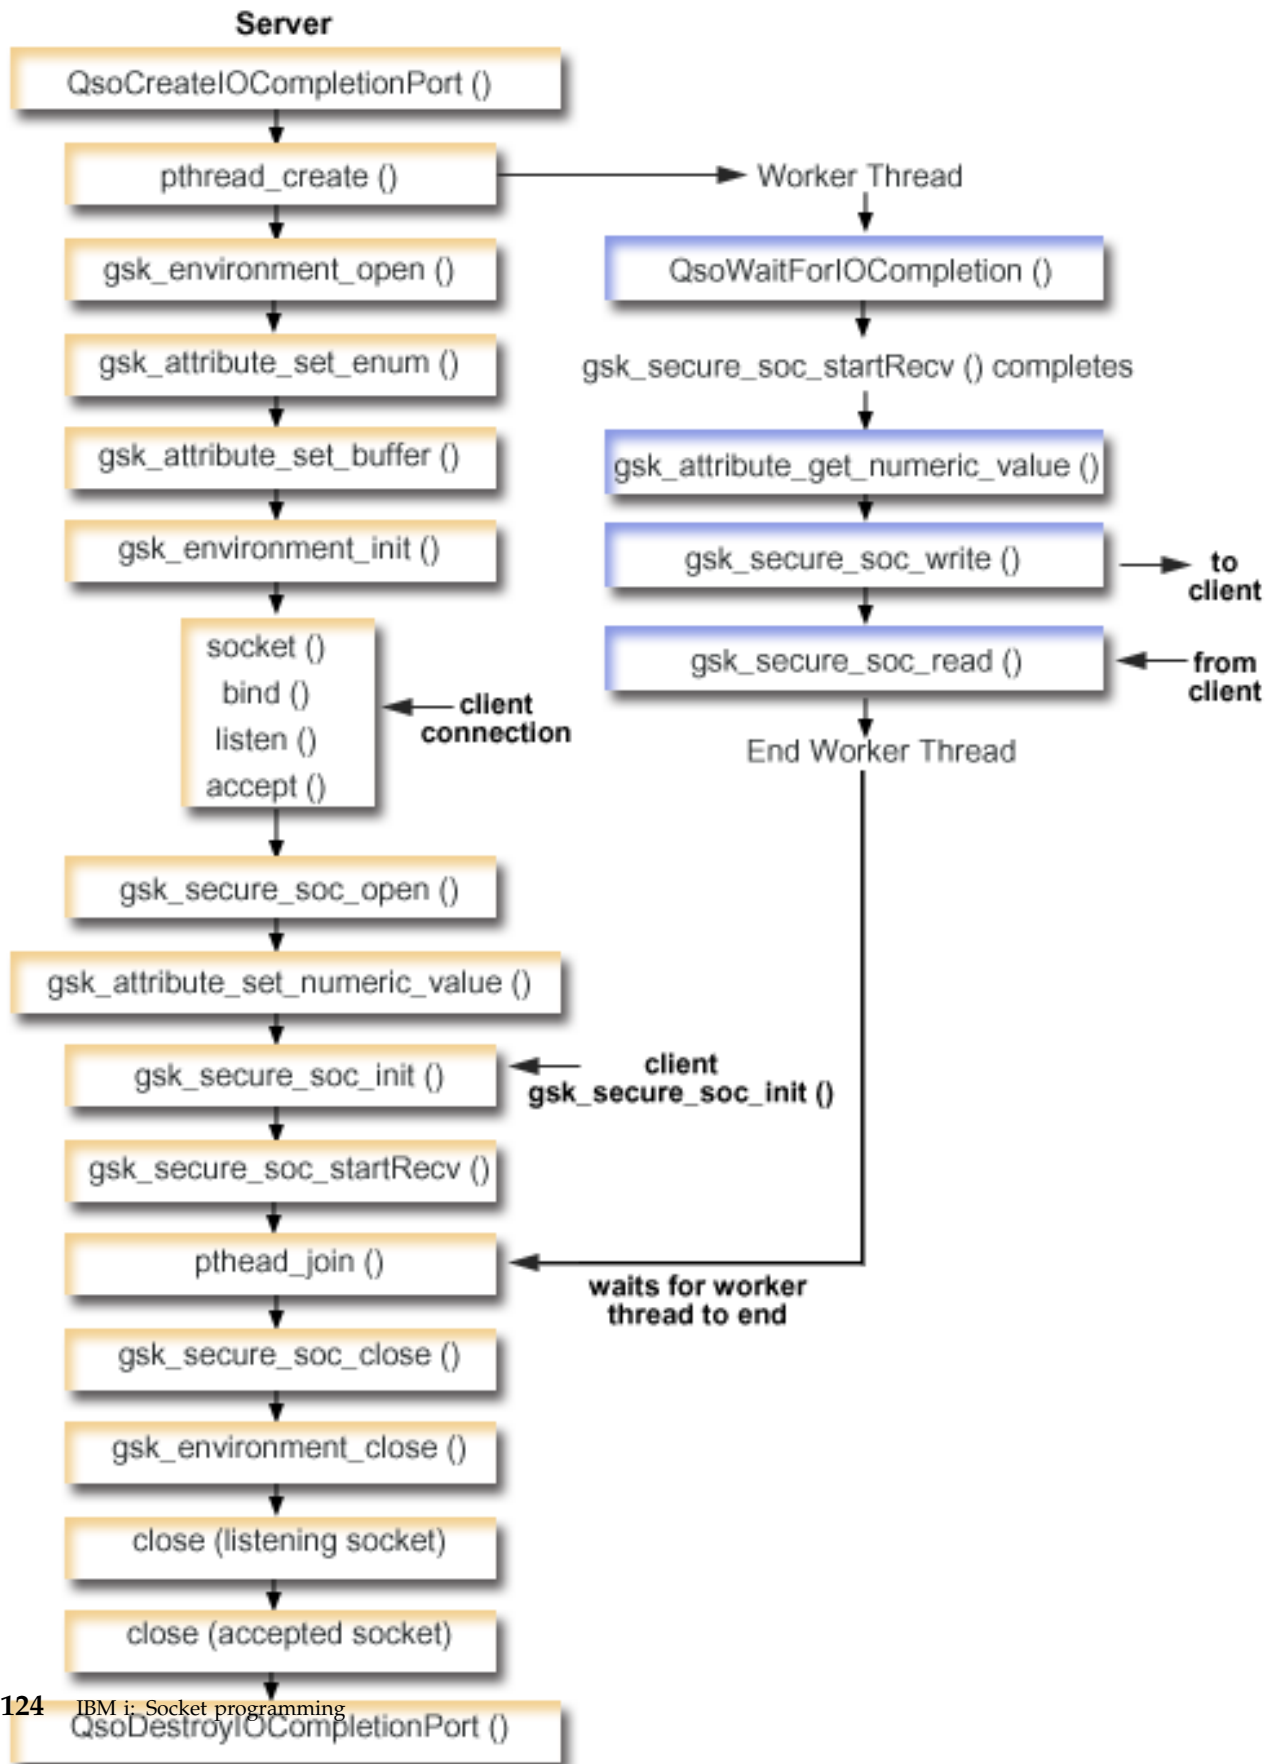 Server
QsoCreateIOCompletionPort ()
pthread_create ()
gsk_environment_open ()
gsk_attribute_set_enum ()
gsk_attribute_set_buffer ()
gsk_environment_init ()
socket ()
bind ()
listen ()
accept ()
client
connection
gsk_secure_soc_open ()
gsk_attribute_set_numeric_value ()
gsk_secure_soc_init ()
client
gsk_secure_soc_init ()
gsk_secure_soc_startRecv ()
pthead_join ()
waits for worker
thread to end
gsk_secure_soc_close ()
gsk_environment_close ()
close (listening socket)
close (accepted socket)
QsoDestroyIOCompletionPort ()
Worker Thread
QsoWaitForIOCompletion ()
gsk_secure_soc_startRecv () completes
gsk_attribute_get_numeric_value ()
gsk_secure_soc_write ()
to
client
gsk_secure_soc_read ()
from
client
End Worker Thread
124 IBM i: Socket programming